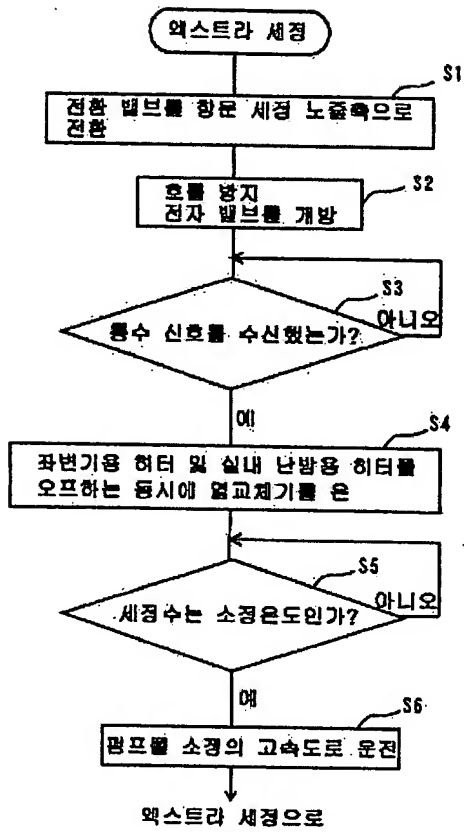 엑스트라 세정
S1
전환 밸브를 항문 세정 노즐측으로
전환
S2
흐름 방지
전자 밸브를 개방
S3
통수 신호를 수신했는가?
아니오
예
S4
좌변기용 히터 및 실내 난방용 히터를
오프하는 동시에 열교체기를 온
S5
세정수는 소정온도인가?
아니오
예
S6
펌프를 소정의 고속도로 운전
엑스트라 세정으로